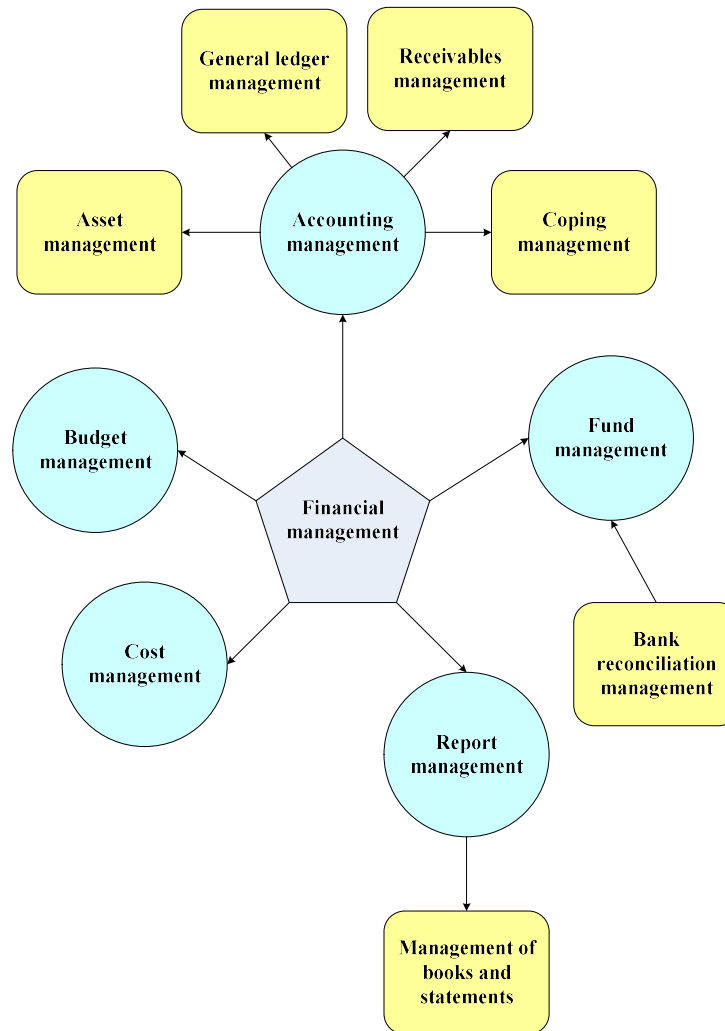 General ledger
management
Receivables
management
Asset
management
Accounting
management
Coping
management
Budget
management
Fund
management
Financial
management
Cost
management
Bank
reconciliation
management
Report
management
Management of
books and
statements